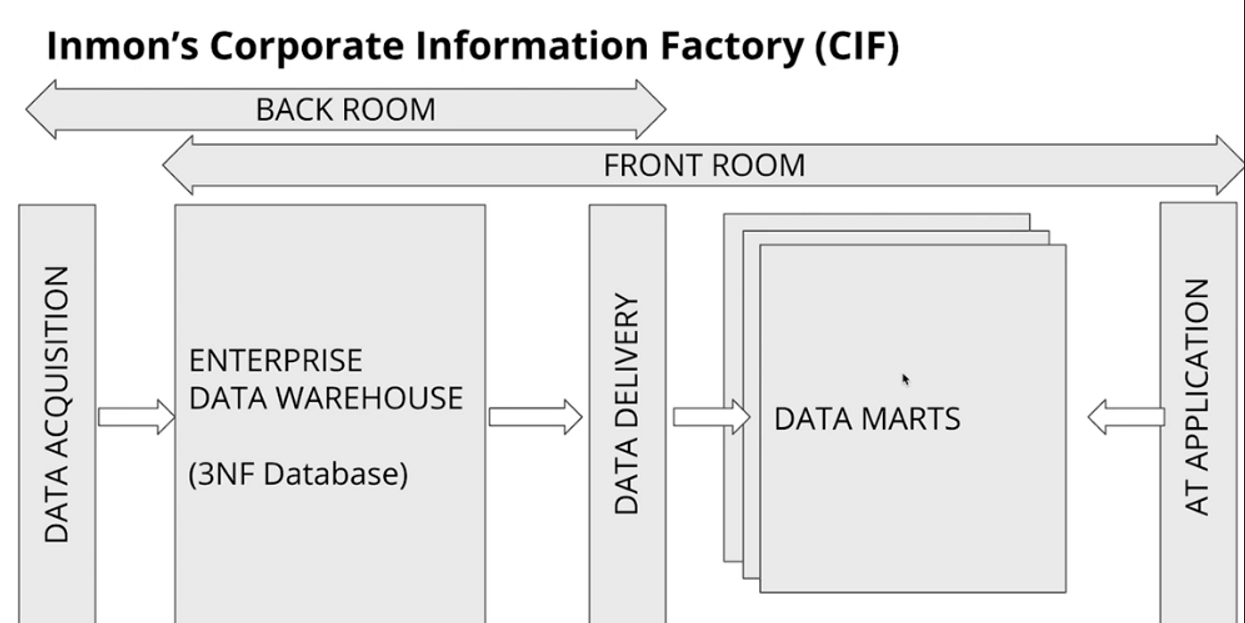 Inmon’s Corporate Information Factory (CIF)
BACK ROOM
FRONT ROOM
DATA ACQUISITION
ENTERPRISE
DATA WAREHOUSE
(3NF Database)
DATA DELIVERY
DATA MARTS
AT APPLICATION